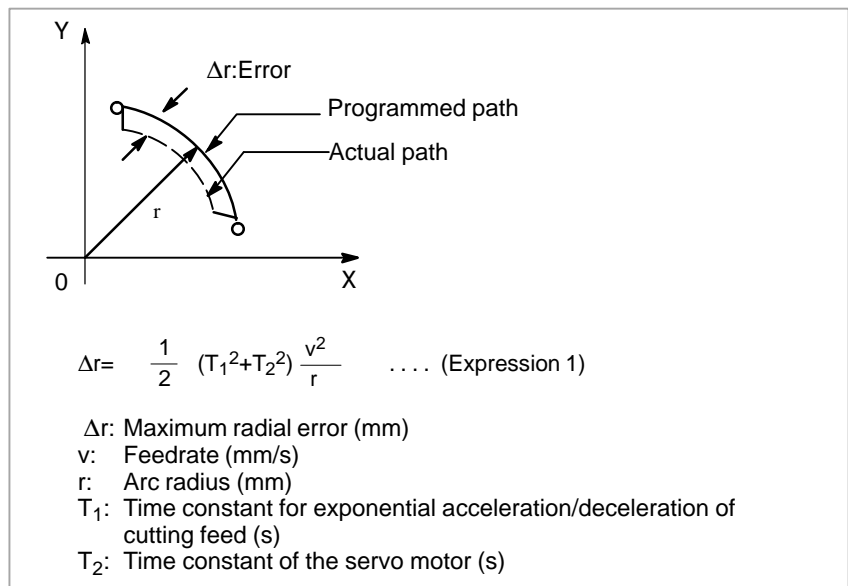 Y
Δr:Error
Programmed path
Actual path
r
0
X
Δr= 1/2 (T₁²+T₂²) v²/r .... (Expression 1)
Δr: Maximum radial error (mm)
v: Feedrate (mm/s)
r: Arc radius (mm)
T₁: Time constant for exponential acceleration/deceleration of
cutting feed (s)
T₂: Time constant of the servo motor (s)